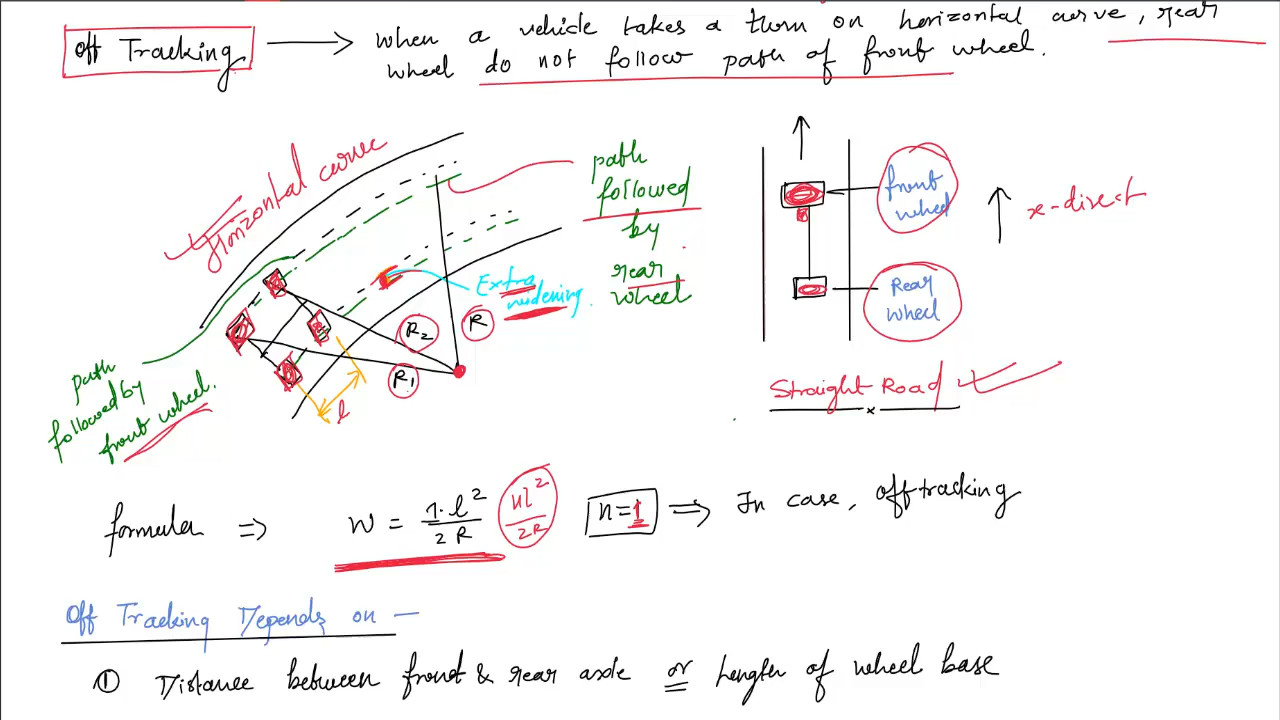 Off Tracking
When a vehicle takes a turn on horizontal curve, rear
wheel do not follow path of front wheel.
Horizontal curve
path
followed
by
rear
wheel
Extra
widening.
R2
R
R1
l
path
followed by
front wheel.
front
wheel
x-direct
Rear
wheel
Straight Road
formula => W = 1·l²/2R nl²/2R n=1 => In case, off tracking
Off Tracking Depends on —
① Distance between front & rear axle or Length of wheel base